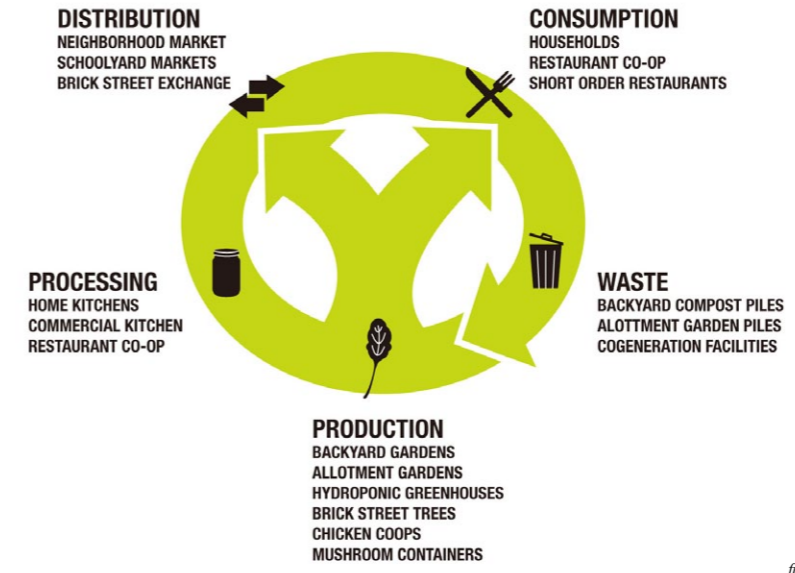 DISTRIBUTION
NEIGHBORHOOD MARKET
SCHOOLYARD MARKETS
BRICK STREET EXCHANGE
CONSUMPTION
HOUSEHOLDS
RESTAURANT CO-OP
SHORT ORDER RESTAURANTS
PROCESSING
HOME KITCHENS
COMMERCIAL KITCHEN
RESTAURANT CO-OP
WASTE
BACKYARD COMPOST PILES
ALOTTMENT GARDEN PILES
COGENERATION FACILITIES
PRODUCTION
BACKYARD GARDENS
ALLOTMENT GARDENS
HYDROPONIC GREENHOUSES
BRICK STREET TREES
CHICKEN COOPS
MUSHROOM CONTAINERS